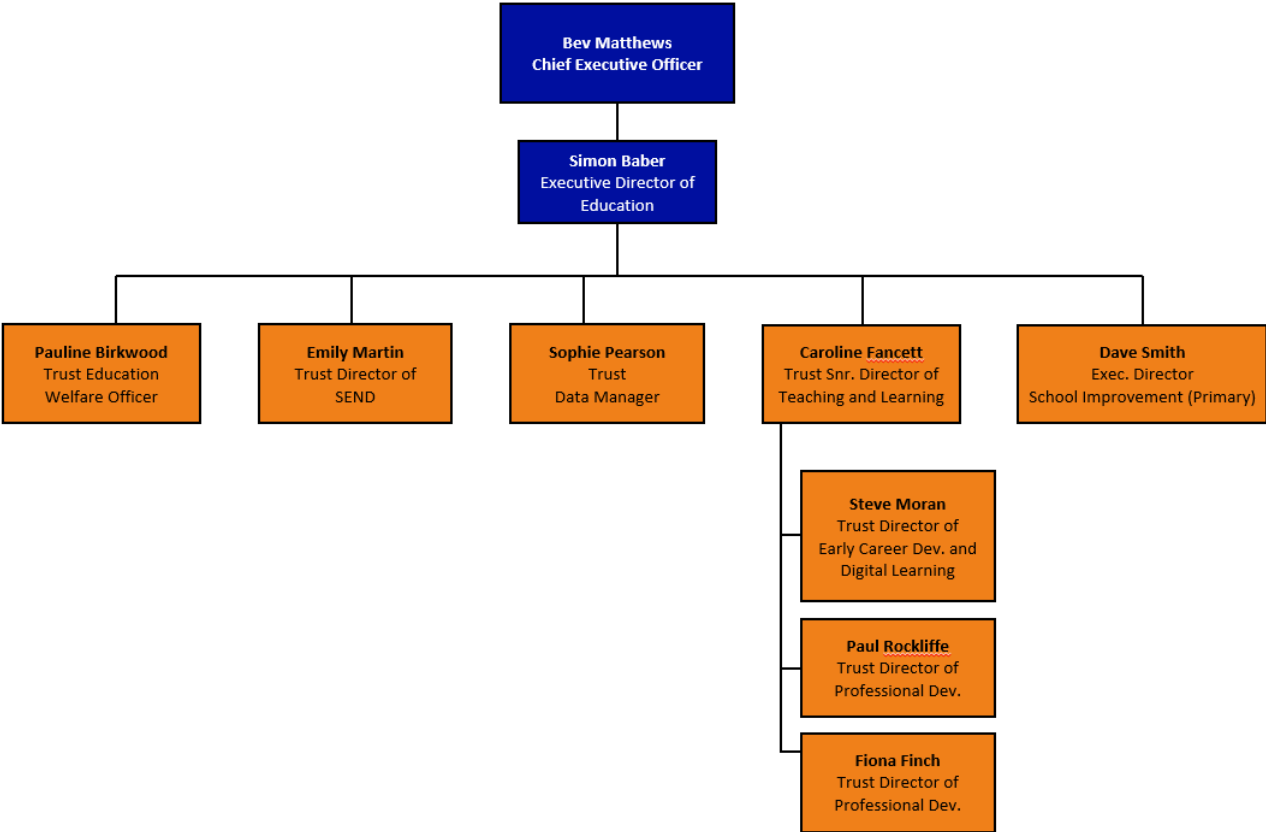 Bev Matthews
Chief Executive Officer
Simon Baber
Executive Director of
Education
Pauline Birkwood
Trust Education
Welfare Officer
Emily Martin
Trust Director of
SEND
Sophie Pearson
Trust
Data Manager
Caroline Fancett
Trust Snr. Director of
Teaching and Learning
Dave Smith
Exec. Director
School Improvement (Primary)
Steve Moran
Trust Director of
Early Career Dev. and
Digital Learning
Paul Rockliffe
Trust Director of
Professional Dev.
Fiona Finch
Trust Director of
Professional Dev.